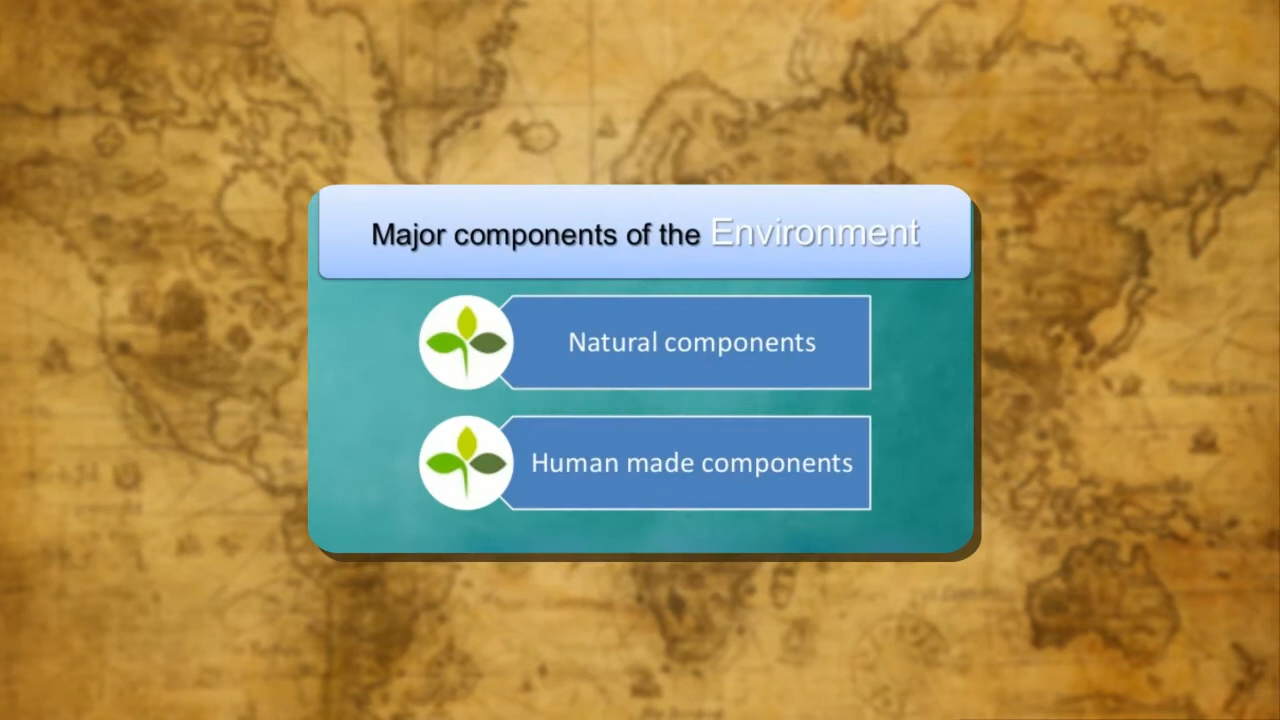 Major components of the Environment
Natural components
Human made components